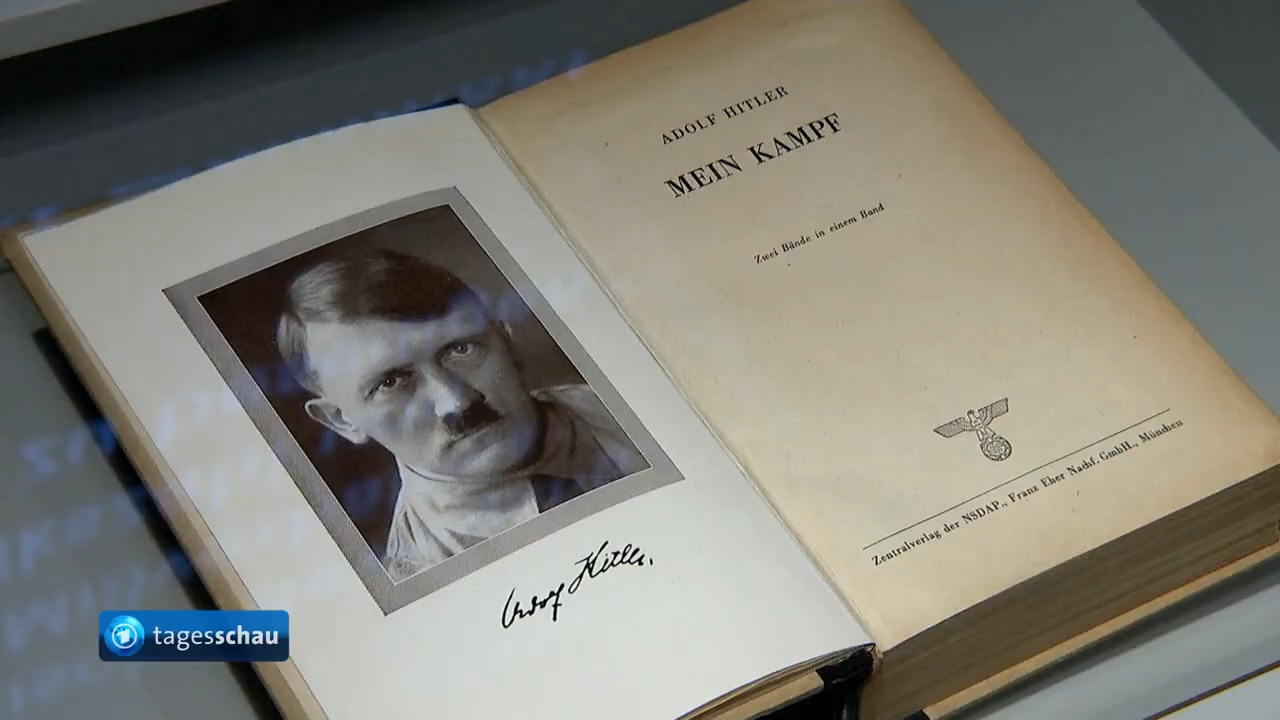 ADOLF HITLER
MEIN KAMPF
Zwei Bände in einem Band
Zentralverlag der NSDAP., Franz Eher Nachf. GmbH., München
Adolf Hitler.
tagesschau